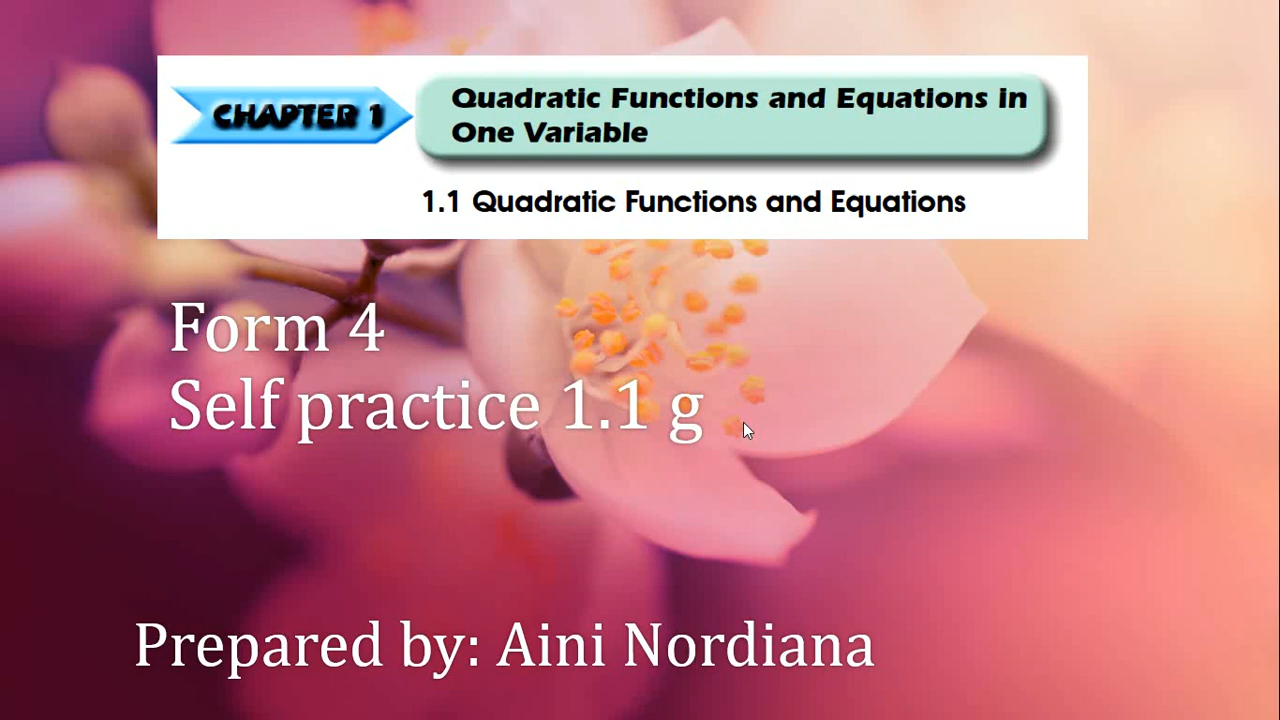 CHAPTER 1
Quadratic Functions and Equations in
One Variable
1.1 Quadratic Functions and Equations
Form 4
Self practice 1.1 g
Prepared by: Aini Nordiana